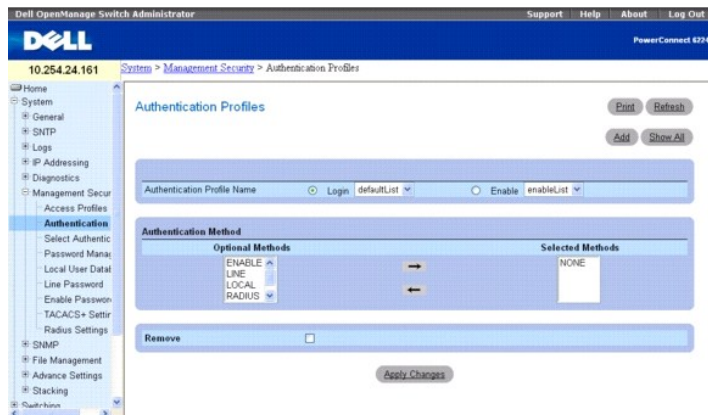 Dell OpenManage Switch Administrator
Support Help About Log Out
DELL
PowerConnect 6224
10.254.24.161
System > Management Security > Authentication Profiles
Home
System
General
SNTP
Logs
IP Addressing
Diagnostics
Management Secur
Access Profiles
Authentication
Select Authentic
Password Manag
Local User Datal
Line Password
Enable Passwor
TACACS+ Settin
Radius Settings
SNMP
File Management
Advance Settings
Stacking
Switching
Authentication Profiles
Print Refresh
Add Show All
Authentication Profile Name Login defaultList Enable enableList
Authentication Method
Optional Methods Selected Methods
ENABLE
LINE
LOCAL
RADIUS
NONE
Remove
Apply Changes